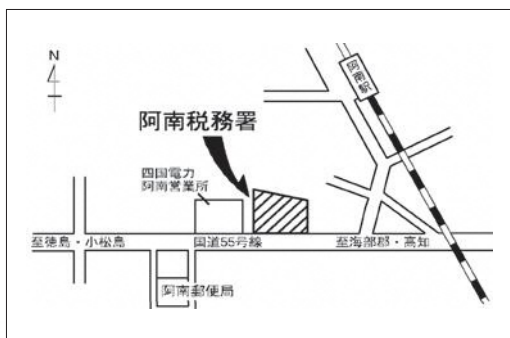 N
阿南駅
阿南税務署
四国電力
阿南営業所
至徳島・小松島
国道55号線
至海部郡・高知
阿南郵便局